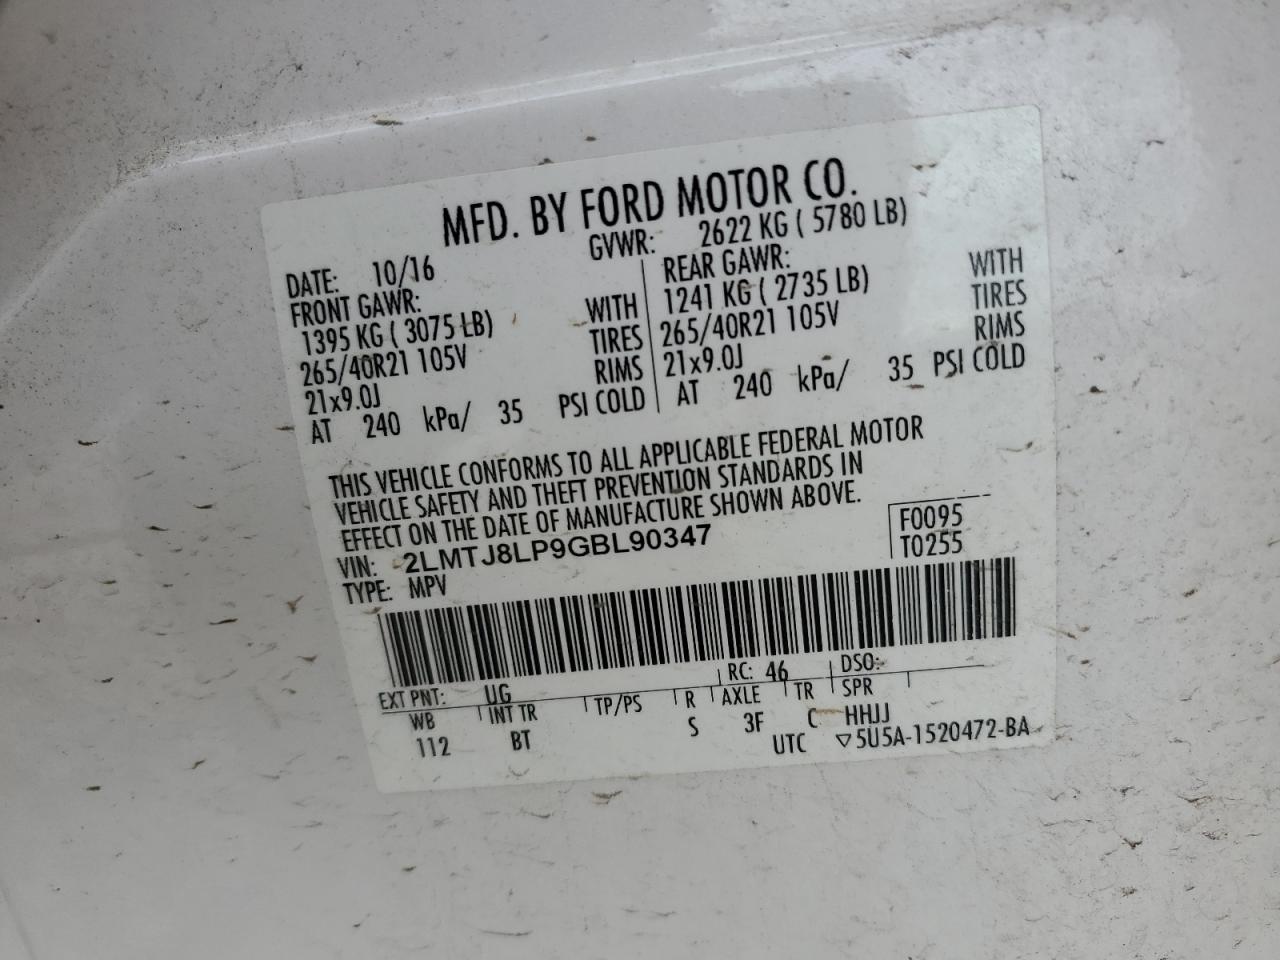 MFD. BY FORD MOTOR CO.
DATE: 10/16 GVWR: 2622 KG ( 5780 LB)
FRONT GAWR: REAR GAWR:
1395 KG ( 3075 LB) WITH 1241 KG ( 2735 LB) WITH
265/40R21 105V TIRES 265/40R21 105V TIRES
21x9.0J RIMS 21x9.0J RIMS
AT 240 kPa/ 35 PSI COLD AT 240 kPa/ 35 PSI COLD
THIS VEHICLE CONFORMS TO ALL APPLICABLE FEDERAL MOTOR
VEHICLE SAFETY AND THEFT PREVENTION STANDARDS IN
EFFECT ON THE DATE OF MANUFACTURE SHOWN ABOVE.
VIN: 2LMTJ8LP9GBL90347 F0095
TYPE: MPV T0255
EXT PNT: UG RC: 46 DSO:
WB INT TR TP/PS R AXLE TR SPR
112 BT S 3F C HHJJ
UTC ▽5U5A-1520472-BA